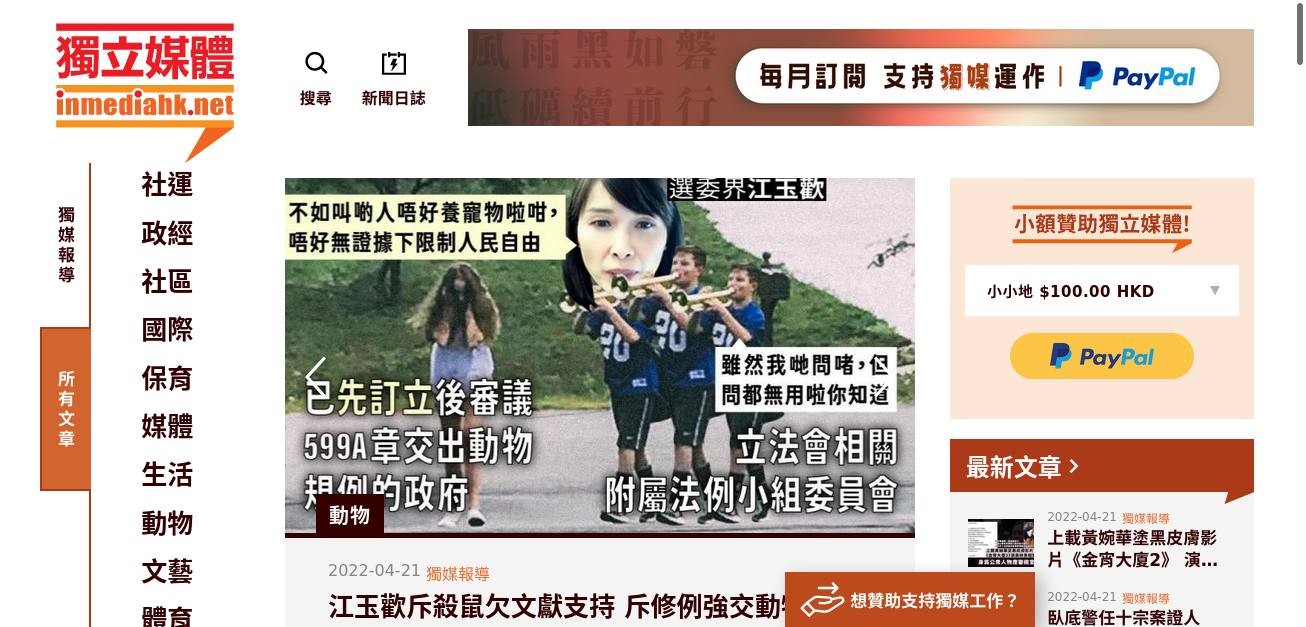 獨立媒體
inmediahk.net
搜尋
新聞日誌
風雨黑如磐
砥礪續前行
每月訂閱 支持獨媒運作 | PayPal
獨媒報導
所有文章
社運
政經
社區
國際
保育
媒體
生活
動物
文藝
體育
選委界江玉歡
不如叫啲人唔好養寵物啦咁,
唔好無證據下限制人民自由
雖然我哋問啫,但
問都無用啦你知道
已先訂立後審議
599A章交出動物
規例的政府
立法會相關
附屬法例小組委員會
動物
2022-04-21 獨媒報導
江玉歡斥殺鼠欠文獻支持 斥修例強交動物
小額贊助獨立媒體!
小小地 $100.00 HKD
PayPal
最新文章
2022-04-21 獨媒報導
上載黃婉華塗黑皮膚影
片《金宵大廈2》 演...
2022-04-21 獨媒報導
臥底警任十宗案證人
想贊助支持獨媒工作？